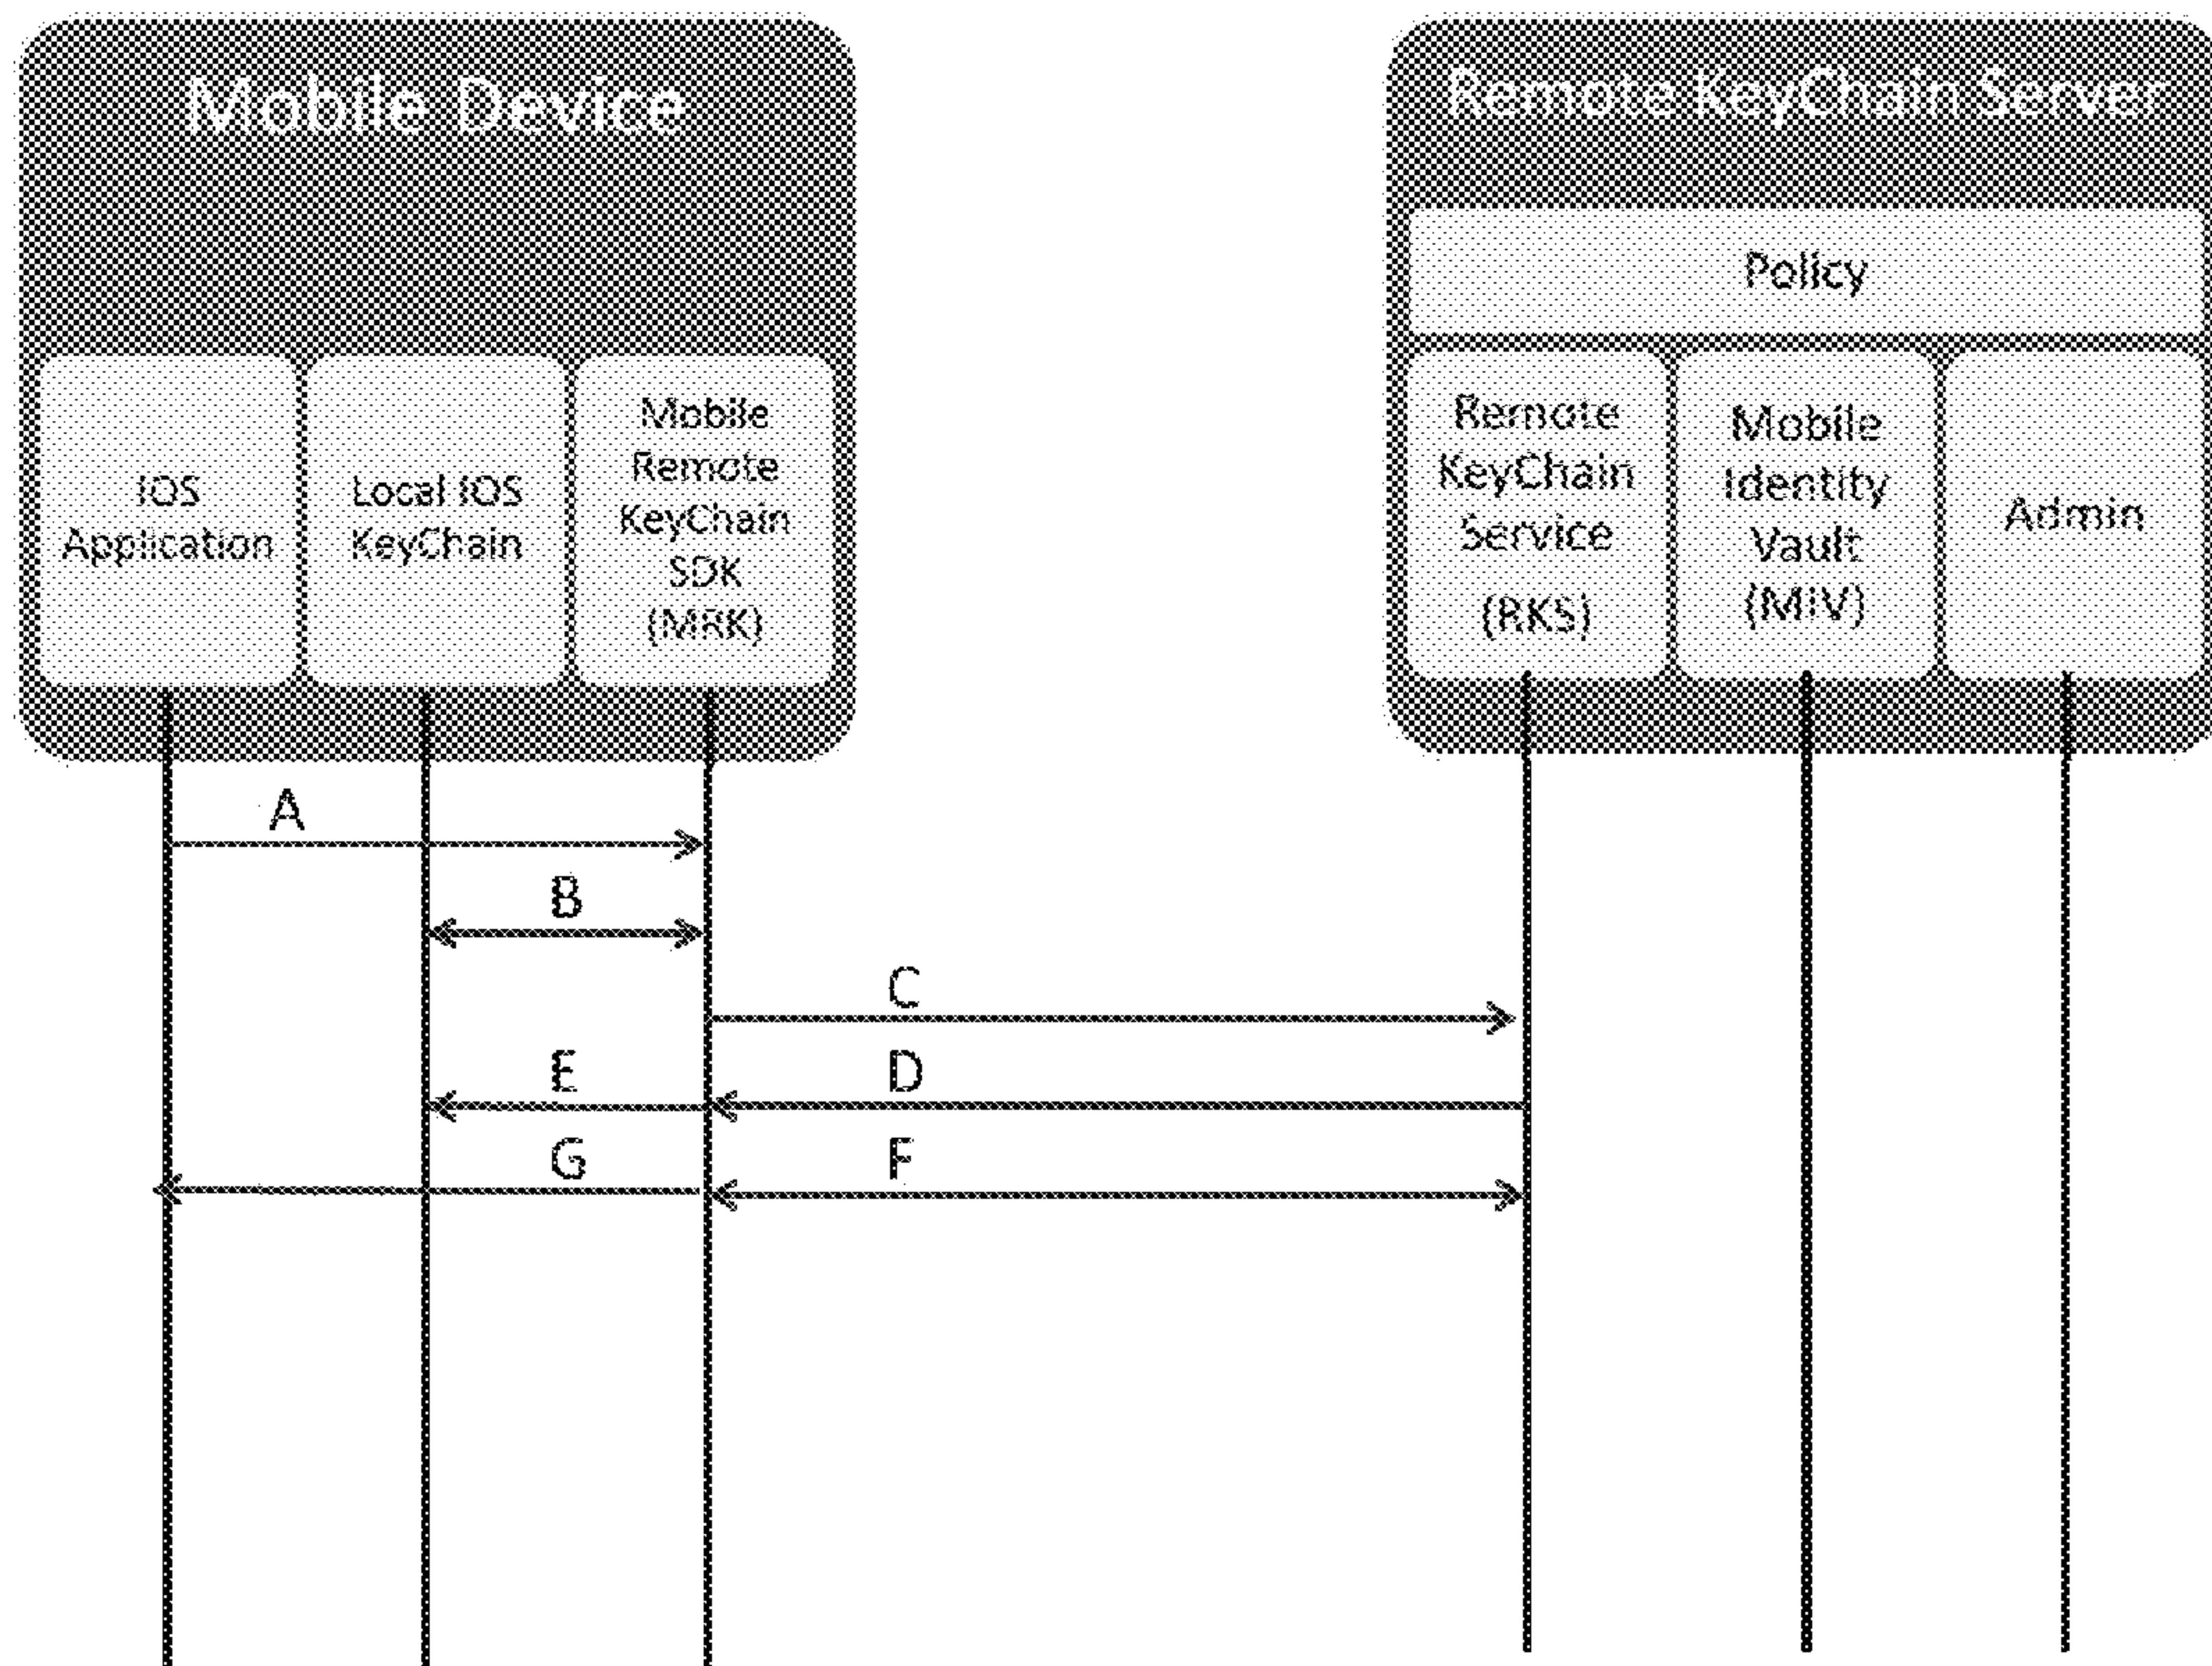 Mobile Device
Remote KeyChain Server
Policy
IOS
Application
Local IOS
KeyChain
Mobile
Remote
KeyChain
SDK
(MRK)
Remote
KeyChain
Service
(RKS)
Mobile
Identity
Vault
(MIV)
Admin
A
B
C
E
D
G
F